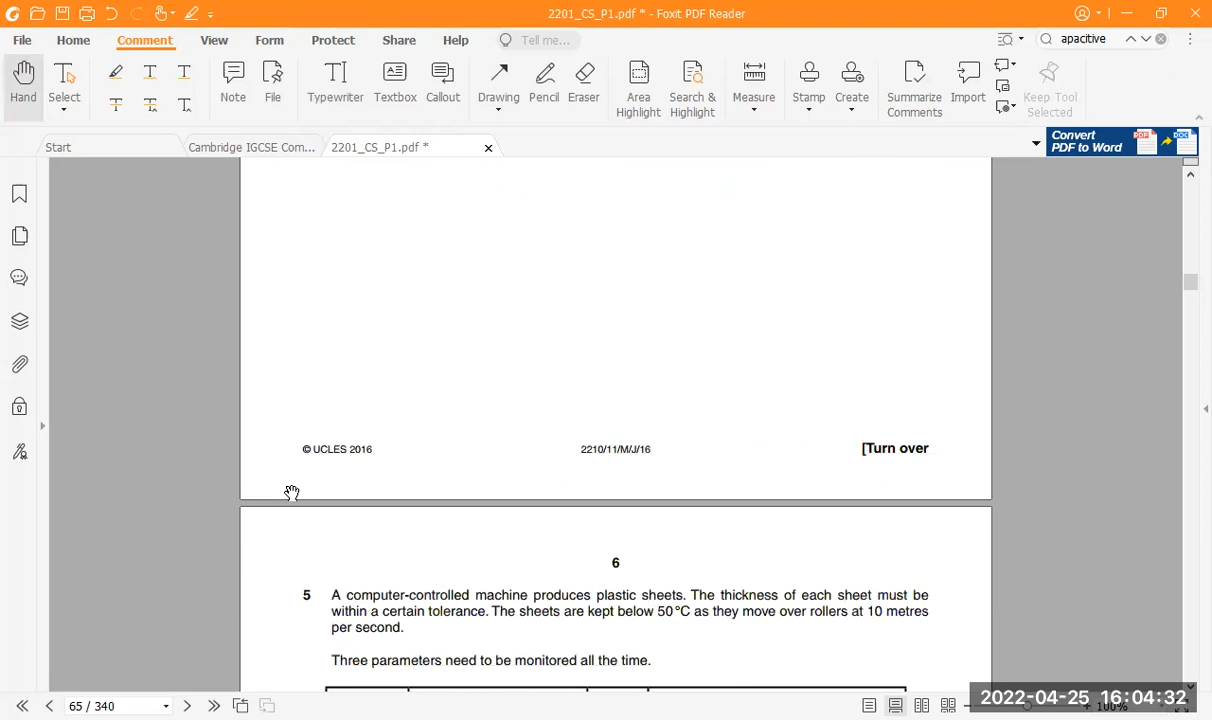 2201_CS_P1.pdf * - Foxit PDF Reader
File Home Comment View Form Protect Share Help Tell me... apacitive
Hand Select Note File Typewriter Textbox Callout Drawing Pencil Eraser Area Highlight Search & Highlight Measure Stamp Create Summarize Comments Import Keep Tool Selected
Start Cambridge IGCSE Com... 2201_CS_P1.pdf * Convert PDF to Word PDF DOC
© UCLES 2016 2210/11/M/J/16 [Turn over
6
5 A computer-controlled machine produces plastic sheets. The thickness of each sheet must be
within a certain tolerance. The sheets are kept below 50 °C as they move over rollers at 10 metres
per second.
Three parameters need to be monitored all the time.
65 / 340 100%
2022-04-25 16:04:32